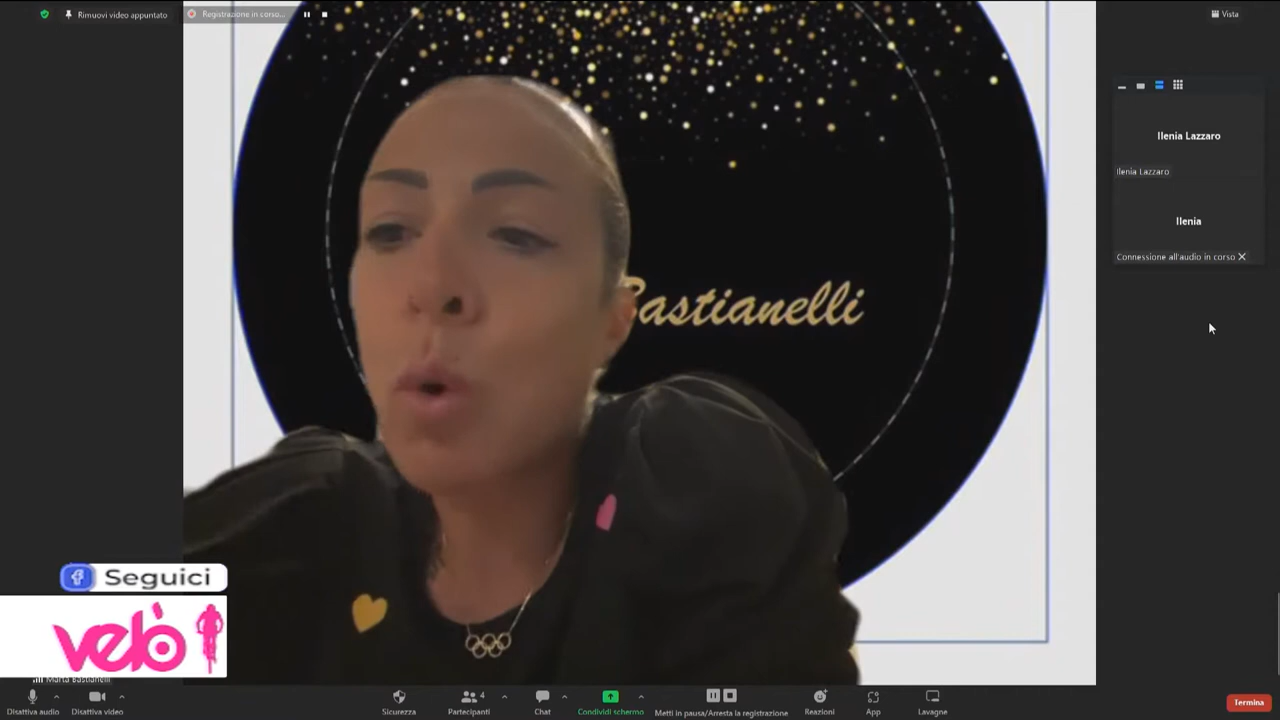 Rimuovi video appuntato
Registrazione in corso...
Vista
Ilenia Lazzaro
Ilenia Lazzaro
Ilenia
Connessione all'audio in corso
Bastianelli
Seguici
velò
Marta Bastianelli
Disattiva audio
Disattiva video
Sicurezza
Partecipanti
4
Chat
Condividi schermo
Metti in pausa/Arresta la registrazione
Reazioni
App
Lavagne
Termina